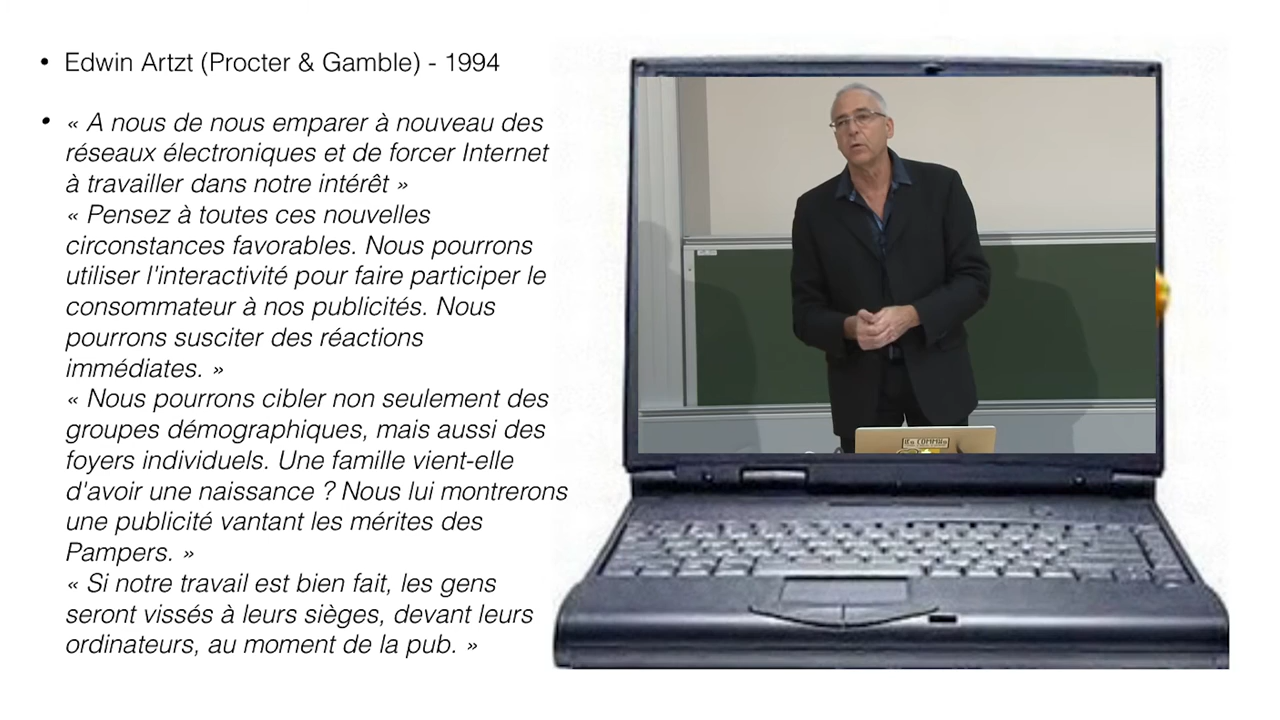 • Edwin Artzt (Procter & Gamble) - 1994
• « A nous de nous emparer à nouveau des
réseaux électroniques et de forcer Internet
à travailler dans notre intérêt »
« Pensez à toutes ces nouvelles
circonstances favorables. Nous pourrons
utiliser l'interactivité pour faire participer le
consommateur à nos publicités. Nous
pourrons susciter des réactions
immédiates. »
« Nous pourrons cibler non seulement des
groupes démographiques, mais aussi des
foyers individuels. Une famille vient-elle
d'avoir une naissance ? Nous lui montrerons
une publicité vantant les mérites des
Pampers. »
« Si notre travail est bien fait, les gens
seront vissés à leurs sièges, devant leurs
ordinateurs, au moment de la pub. »